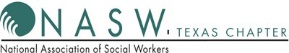 NASW. TEXAS CHAPTER
National Association of Social Workers